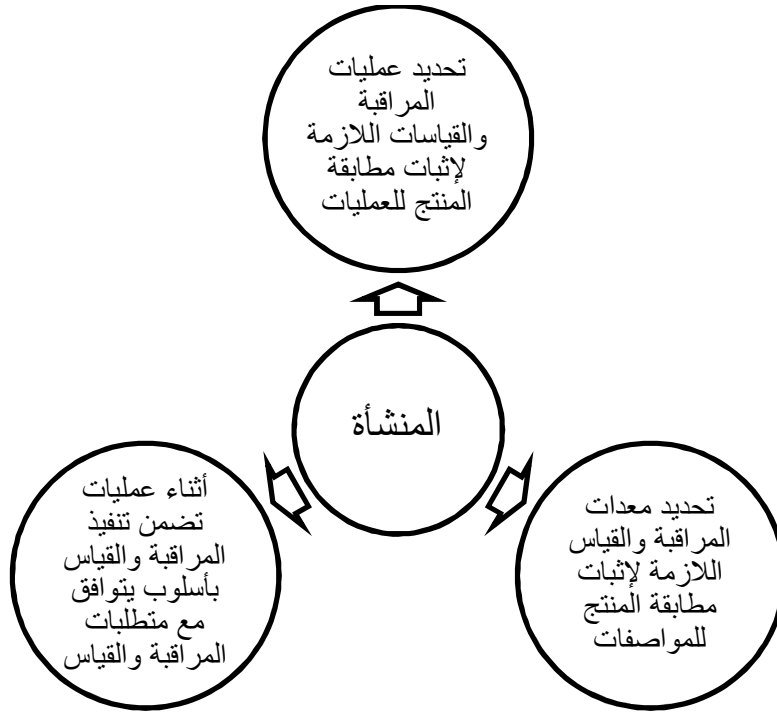 تحديد عمليات
المراقبة
والقياسات اللازمة
لإثبات مطابقة
المنتج للعمليات
المنشأة
تحديد معدات
المراقبة والقياس
اللازمة لإثبات
مطابقة المنتج
للمواصفات
أثناء عمليات
تضمن تنفيذ
المراقبة والقياس
بأسلوب يتوافق
مع متطلبات
المراقبة والقياس